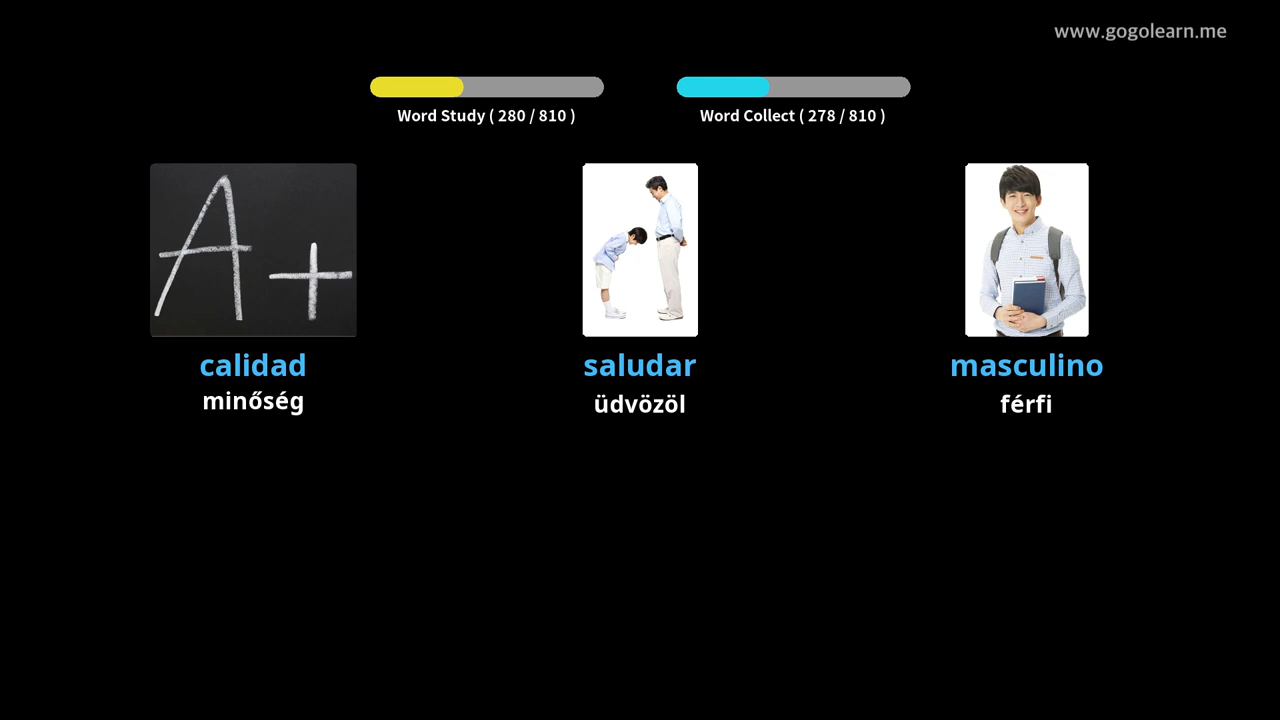 www.gogolearn.me
Word Study ( 280 / 810 )
Word Collect ( 278 / 810 )
A+
calidad
minőség
saludar
üdvözöl
masculino
férfi